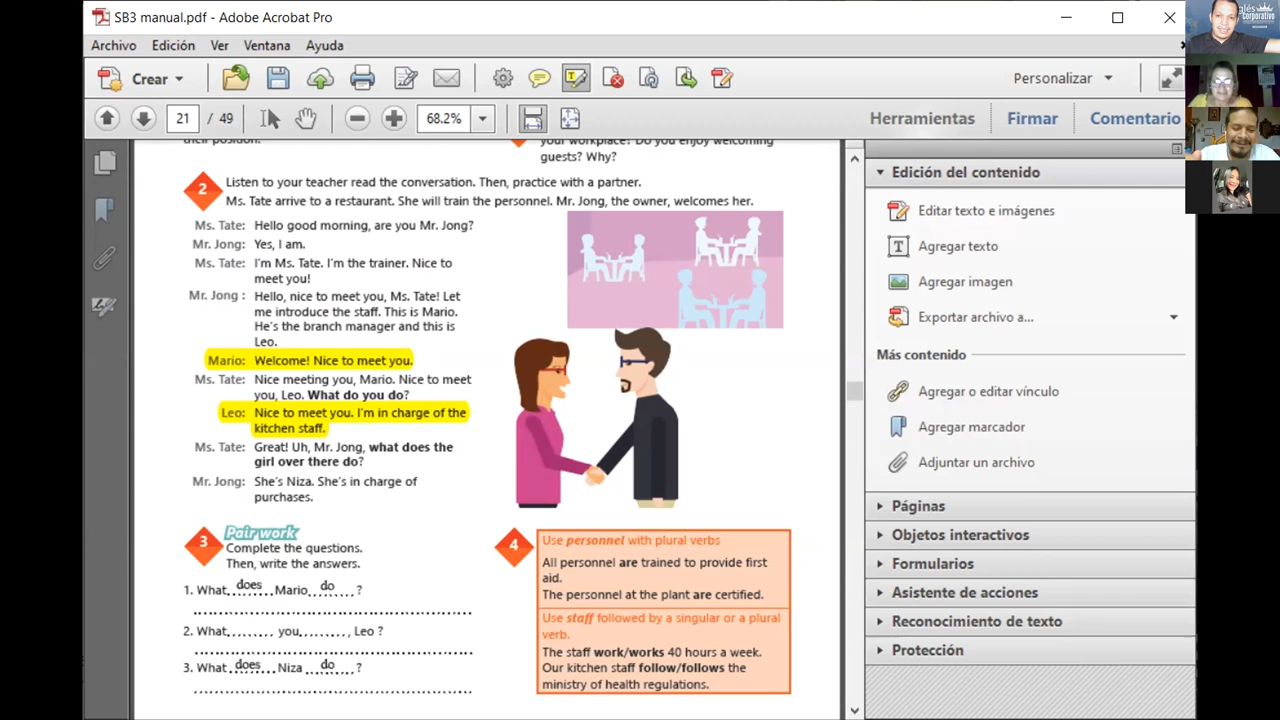 SB3 manual.pdf - Adobe Acrobat Pro
Archivo Edición Ver Ventana Ayuda
Crear Personalizar
21 / 49 68.2% Herramientas Firmar Comentario
your workplace? Do you enjoy welcoming
guests? Why?
their position.
2 Listen to your teacher read the conversation. Then, practice with a partner.
Ms. Tate arrive to a restaurant. She will train the personnel. Mr. Jong, the owner, welcomes her.
Ms. Tate: Hello good morning, are you Mr. Jong?
Mr. Jong: Yes, I am.
Ms. Tate: I'm Ms. Tate. I'm the trainer. Nice to
meet you!
Mr. Jong : Hello, nice to meet you, Ms. Tate! Let
me introduce the staff. This is Mario.
He's the branch manager and this is
Leo.
Mario: Welcome! Nice to meet you.
Ms. Tate: Nice meeting you, Mario. Nice to meet
you, Leo. What do you do?
Leo: Nice to meet you. I'm in charge of the
kitchen staff.
Ms. Tate: Great! Uh, Mr. Jong, what does the
girl over there do?
Mr. Jong: She's Niza. She's in charge of
purchases.
3 Pair work
Complete the questions.
Then, write the answers.
1. What does Mario do ?
2. What........ you........, Leo ?
3. What does Niza do ?
4 Use personnel with plural verbs
All personnel are trained to provide first
aid.
The personnel at the plant are certified.
Use staff followed by a singular or a plural
verb.
The staff work/works 40 hours a week.
Our kitchen staff follow/follows the
ministry of health regulations.
Edición del contenido
Editar texto e imágenes
Agregar texto
Agregar imagen
Exportar archivo a...
Más contenido
Agregar o editar vínculo
Agregar marcador
Adjuntar un archivo
Páginas
Objetos interactivos
Formularios
Asistente de acciones
Reconocimiento de texto
Protección